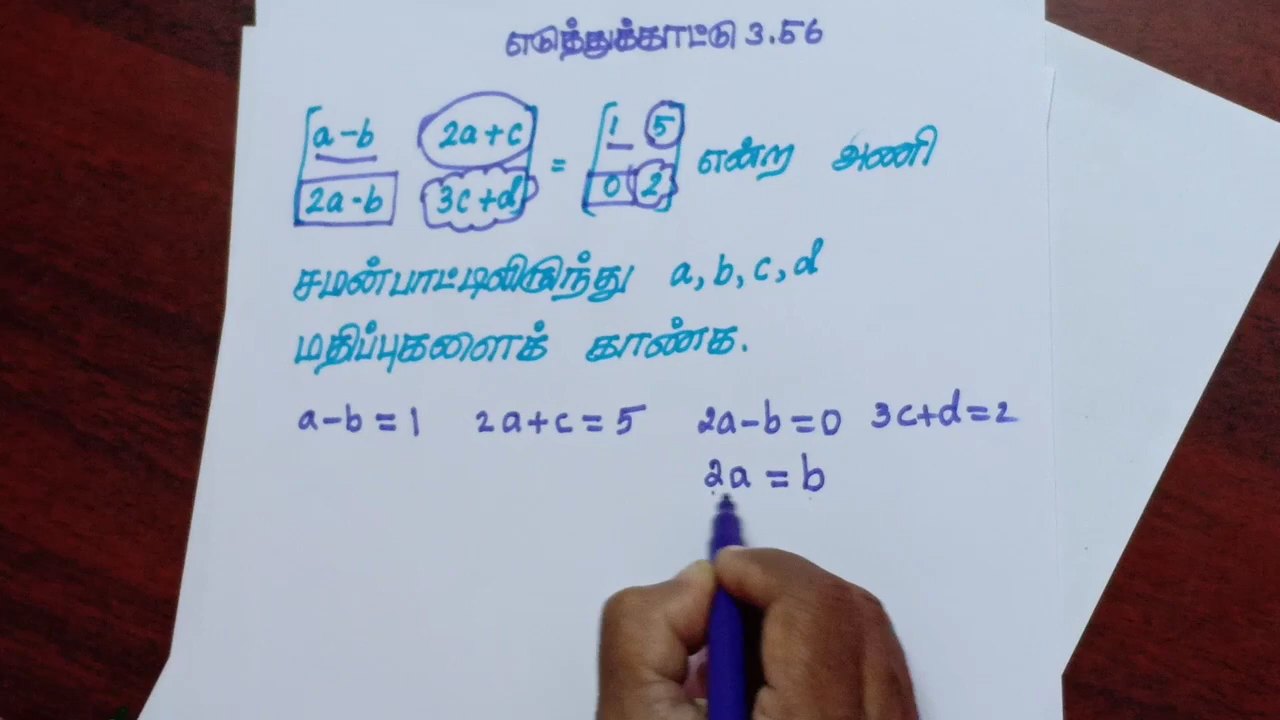 எடுத்துக்காட்டு 3.56
[a-b 2a+c] = [1 5] என்ற அணி
[2a-b 3c+d] [0 2]
சமன்பாட்டிலிருந்து a, b, c, d
மதிப்புகளைக் காண்க.
a-b=1 2a+c=5 2a-b=0 3c+d=2
2a = b